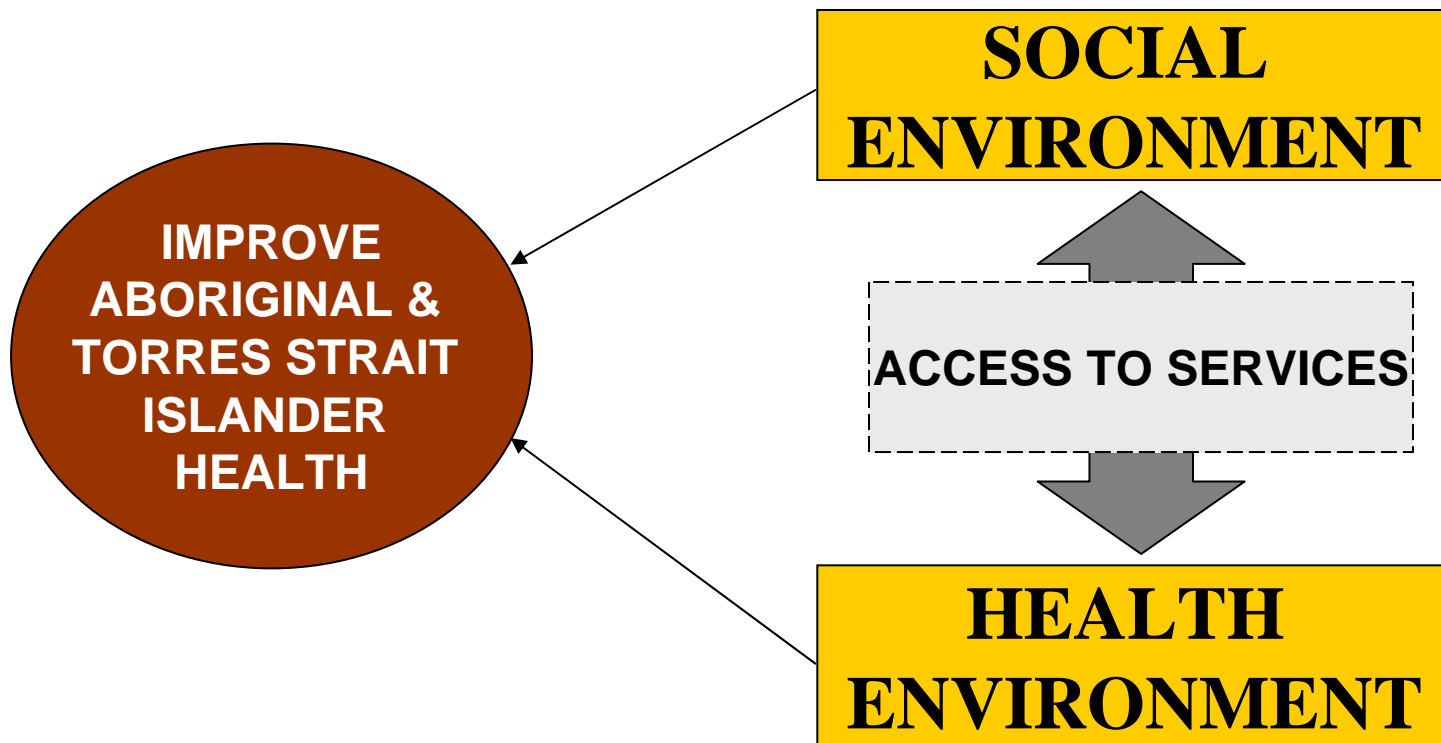 SOCIAL
ENVIRONMENT
IMPROVE
ABORIGINAL &
TORRES STRAIT
ISLANDER
HEALTH
ACCESS TO SERVICES
HEALTH
ENVIRONMENT